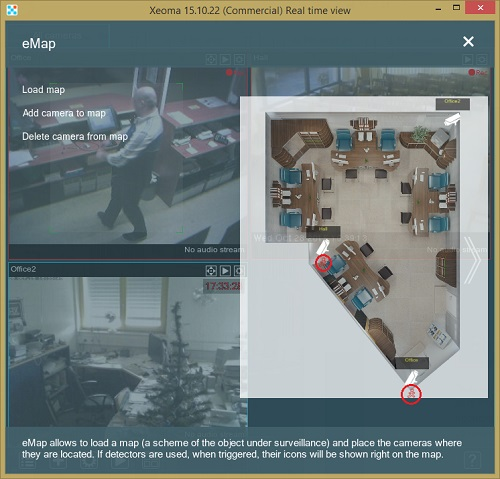 Xeoma 15.10.22 (Commercial) Real time view
eMap
Office
Hall
Load map
Add camera to map
Delete camera from map
Office2
Hall
No audio stream
Office2
17:33:28
Office
eMap allows to load a map (a scheme of the object under surveillance) and place the cameras where
they are located. If detectors are used, when triggered, their icons will be shown right on the map.